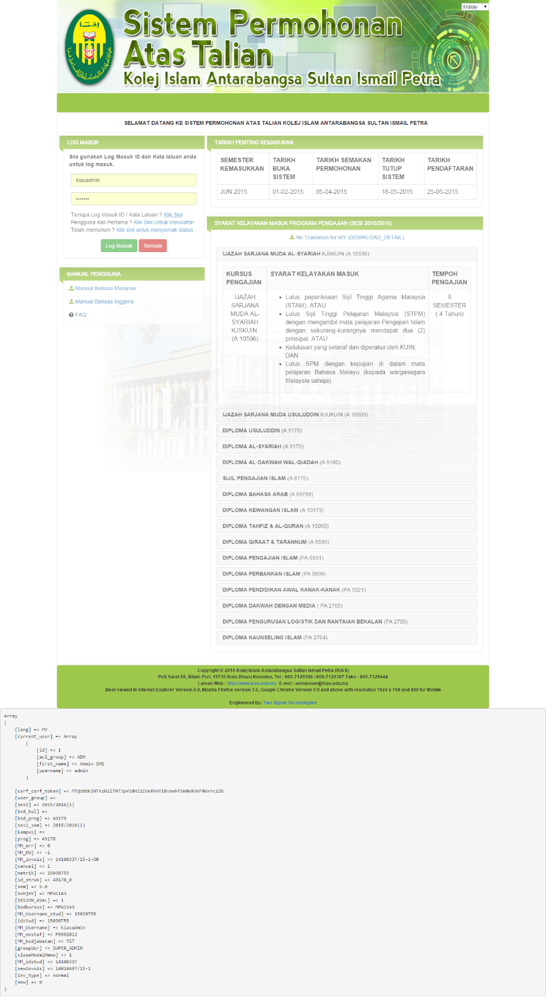 Malay
Sistem Permohonan
Atas Talian
Kolej Islam Antarabangsa Sultan Ismail Petra
SELAMAT DATANG KE SISTEM PERMOHONAN ATAS TALIAN KOLEJ ISLAM ANTARABANGSA SULTAN ISMAIL PETRA
LOG MASUK
Sila gunakan Log Masuk ID dan Kata laluan anda
untuk log masuk.
kiasadmin
•••••••
Terlupa Log Masuk ID / Kata Laluan ? Klik Sini
Pengguna Kali Pertama ? Klik Sini Untuk Mendaftar
Telah memohon ? Klik sini untuk menyemak status
Log Masuk Semula
MANUAL PENGGUNA
Manual Bahasa Malaysia
Manual Bahasa Inggeris
FAQ
TARIKH PENTING KEMASUKAN
SEMESTER KEMASUKKAN
TARIKH BUKA SISTEM
TARIKH SEMAKAN PERMOHONAN
TARIKH TUTUP SISTEM
TARIKH PENDAFTARAN
JUN 2015 01-02-2015 05-04-2015 18-05-2015 25-05-2015
SYARAT KELAYAKAN MASUK PROGRAM PENGAJIAN (SESI 2015/2016)
No Tranlation for MY (DOWNLOAD_DETAIL)
IJAZAH SARJANA MUDA AL-SYARIAH KJSKUIN (A 10596)
KURSUS PENGAJIAN
SYARAT KELAYAKAN MASUK
TEMPOH PENGAJIAN
IJAZAH
SARJANA
MUDA AL-
SYARIAH
KJSKUIN
(A 10596)
• Lulus peperiksaan Sijil Tinggi Agama Malaysia
(STAM); ATAU
• Lulus Sijil Tinggi Pelajaran Malaysia (STPM)
dengan mengambil mata pelajaran Pengajian Islam
dengan sekurang-kurangnya mendapat dua (2)
prinsipal; ATAU
• Kelulusan yang setaraf dan diperakui oleh KUIN;
DAN
• Lulus SPM dengan kepujian di dalam mata
pelajaran Bahasa Melayu (kepada warganegara
Malaysia sahaja).
8
SEMESTER
( 4 Tahun)
IJAZAH SARJANA MUDA USULUDDIN KJUKUIN (A 10609)
DIPLOMA USULUDDIN (A 9178)
DIPLOMA AL-SYARIAH (A 9179)
DIPLOMA AL-DAKWAH WAL-QIADAH (A 9180)
SIJIL PENGAJIAN ISLAM (A 8175)
DIPLOMA BAHASA ARAB (A 69789)
DIPLOMA KEWANGAN ISLAM (A 10175)
DIPLOMA TAHFIZ & AL-QURAN (A 10090)
DIPLOMA QIRAAT & TARANNUM (A 9599)
DIPLOMA PENGAJIAN ISLAM (PA 0931)
DIPLOMA PERBANKAN ISLAM (PA 0906)
DIPLOMA PENDIDIKAN AWAL KANAK-KANAK (PA 3021)
DIPLOMA DAKWAH DENGAN MEDIA ( PA 2705)
DIPLOMA PENGURUSAN LOGISTIK DAN RANTAIAN BEKALAN (PA 2706)
DIPLOMA KAUNSELING ISLAM (PA 2704)
Copyright © 2014 Kolej Islam Antarabangsa Sultan Ismail Petra (KIAS)
Peti Surat 68, Nilam Puri, 15730 Kota Bharu Kelantan. Tel : 609-7129386 / 609-7129387 Faks : 609-7129444
Laman Web : http://www.kias.edu.my E-mel : admission@kias.edu.my
Best viewed in Internet Explorer Version 8.0, Mozilla Firefox version 3.0, Google Chrome Version 9.0 and above with resolution 1024 x 768 and 480 for Mobile
Engineered by: Two Sigma Technologies
Array
(
[lang] => MY
[current_user] => Array
(
[id] => 1
[acl_group] => ADM
[first_name] => Admin SMS
[username] => admin
)
[csrf_csrf_token] => MTQzNDk1NTkzN2lTNTJpV3dHZ2ZVeXhVY1BvbnhFSWNWRUVFRWxYc2ZG
[user_group] =>
[sesi] => 2015/2016(1)
[kod_kul] =>
[kod_prog] => A9179
[sesi_sem] => 2015/2016(1)
[kampus] =>
[prog] => A9178
[MM_err] => 0
[MM_KW] => -1
[MM_invois] => 14100337/15-1-OB
[cancel] => 1
[matrik] => 15030755
[id_struk] => A9178_0
[sem] => 5.0
[subjek] => MPW1143
[SESION_ASAL] => 1
[kodkursus] => MPW1143
[MM_Username_stud] => 15030755
[idstud] => 15030755
[MM_Username] => kiasadmin
[MM_nostaf] => P9992012
[MM_kodjabatan] => TST
[groupUsr] => SUPER_ADMIN
[closeModalMemo] => 1
[MM_idstud] => 14100337
[newInvois] => 14010497/15-1
[inv_type] => normal
[new] => 0
)